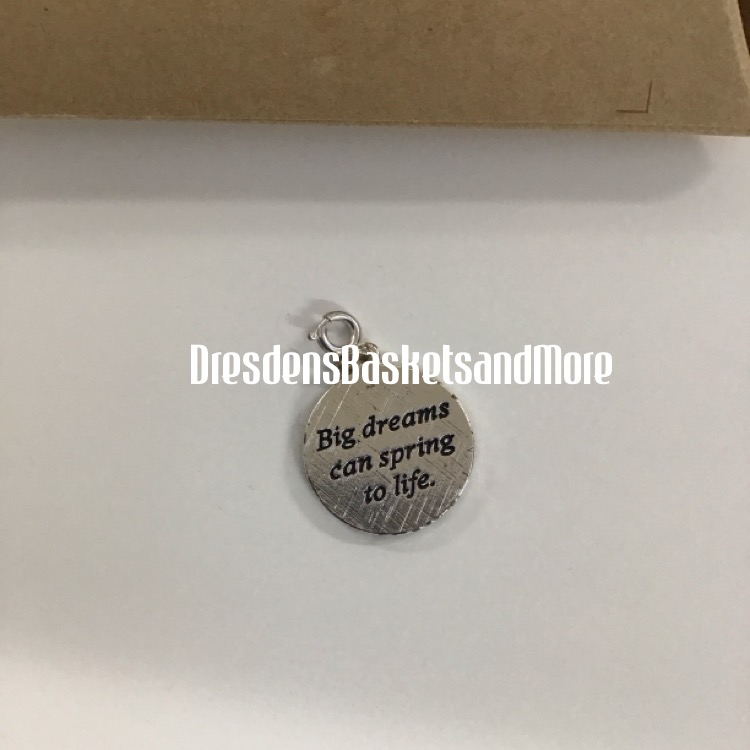 DresdensBasketsandMore
Big dreams
can spring
to life.